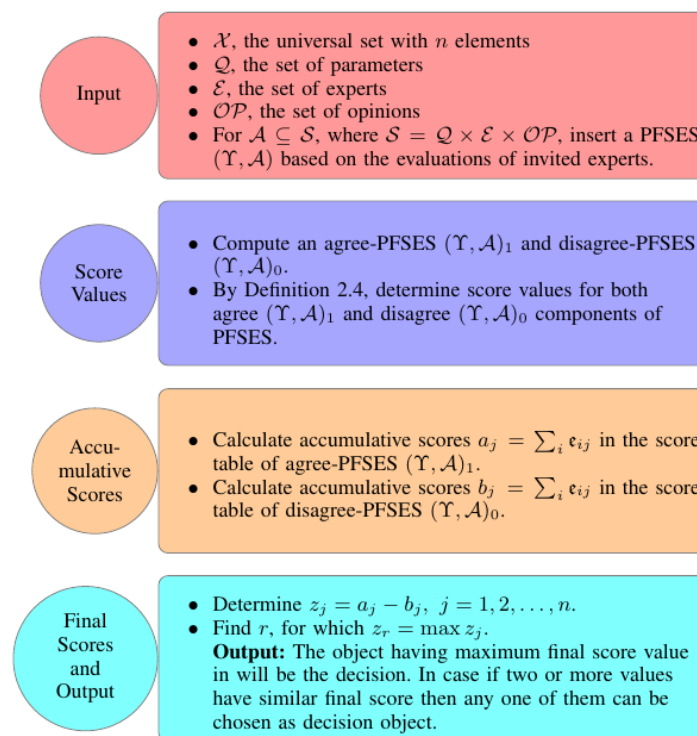 Input
• 𝒳, the universal set with n elements
• 𝒬, the set of parameters
• ℰ, the set of experts
• 𝒪𝒫, the set of opinions
• For 𝒜 ⊆ 𝒮, where 𝒮 = 𝒬 × ℰ × 𝒪𝒫, insert a PFSES
(Υ, 𝒜) based on the evaluations of invited experts.
Score
Values
• Compute an agree-PFSES (Υ, 𝒜)₁ and disagree-PFSES
(Υ, 𝒜)₀.
• By Definition 2.4, determine score values for both
agree (Υ, 𝒜)₁ and disagree (Υ, 𝒜)₀ components of
PFSES.
Accu-
mulative
Scores
• Calculate accumulative scores aⱼ = ∑ᵢ 𝔢ᵢⱼ in the score
table of agree-PFSES (Υ, 𝒜)₁.
• Calculate accumulative scores bⱼ = ∑ᵢ 𝔢ᵢⱼ in the score
table of disagree-PFSES (Υ, 𝒜)₀.
Final
Scores
and
Output
• Determine zⱼ = aⱼ − bⱼ, j = 1, 2, . . . , n.
• Find r, for which zᵣ = max zⱼ.
Output: The object having maximum final score value
in will be the decision. In case if two or more values
have similar final score then any one of them can be
chosen as decision object.